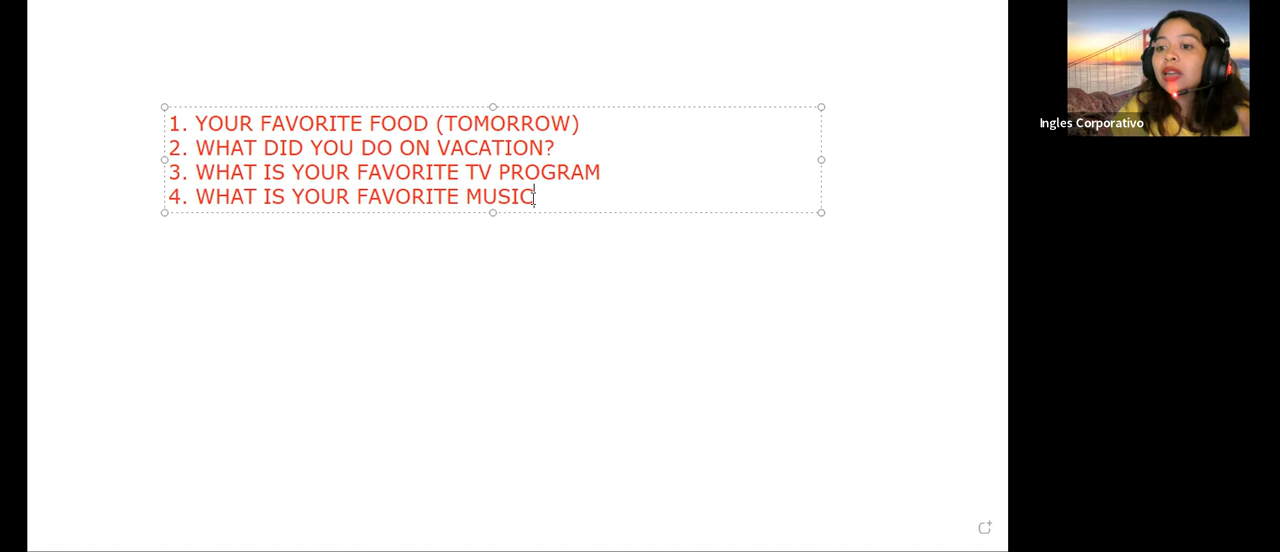 1. YOUR FAVORITE FOOD (TOMORROW)
2. WHAT DID YOU DO ON VACATION?
3. WHAT IS YOUR FAVORITE TV PROGRAM
4. WHAT IS YOUR FAVORITE MUSIC
Ingles Corporativo